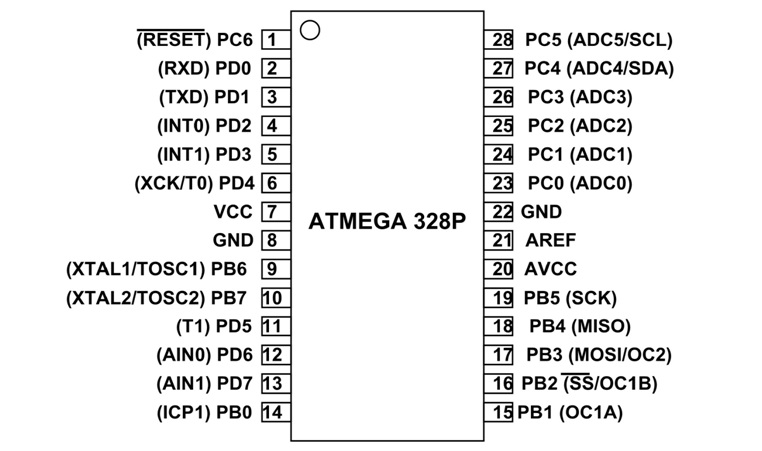 (RESET) PC6 1
(RXD) PD0 2
(TXD) PD1 3
(INT0) PD2 4
(INT1) PD3 5
(XCK/T0) PD4 6
VCC 7
GND 8
(XTAL1/TOSC1) PB6 9
(XTAL2/TOSC2) PB7 10
(T1) PD5 11
(AIN0) PD6 12
(AIN1) PD7 13
(ICP1) PB0 14
ATMEGA 328P
28 PC5 (ADC5/SCL)
27 PC4 (ADC4/SDA)
26 PC3 (ADC3)
25 PC2 (ADC2)
24 PC1 (ADC1)
23 PC0 (ADC0)
22 GND
21 AREF
20 AVCC
19 PB5 (SCK)
18 PB4 (MISO)
17 PB3 (MOSI/OC2)
16 PB2 (SS/OC1B)
15 PB1 (OC1A)